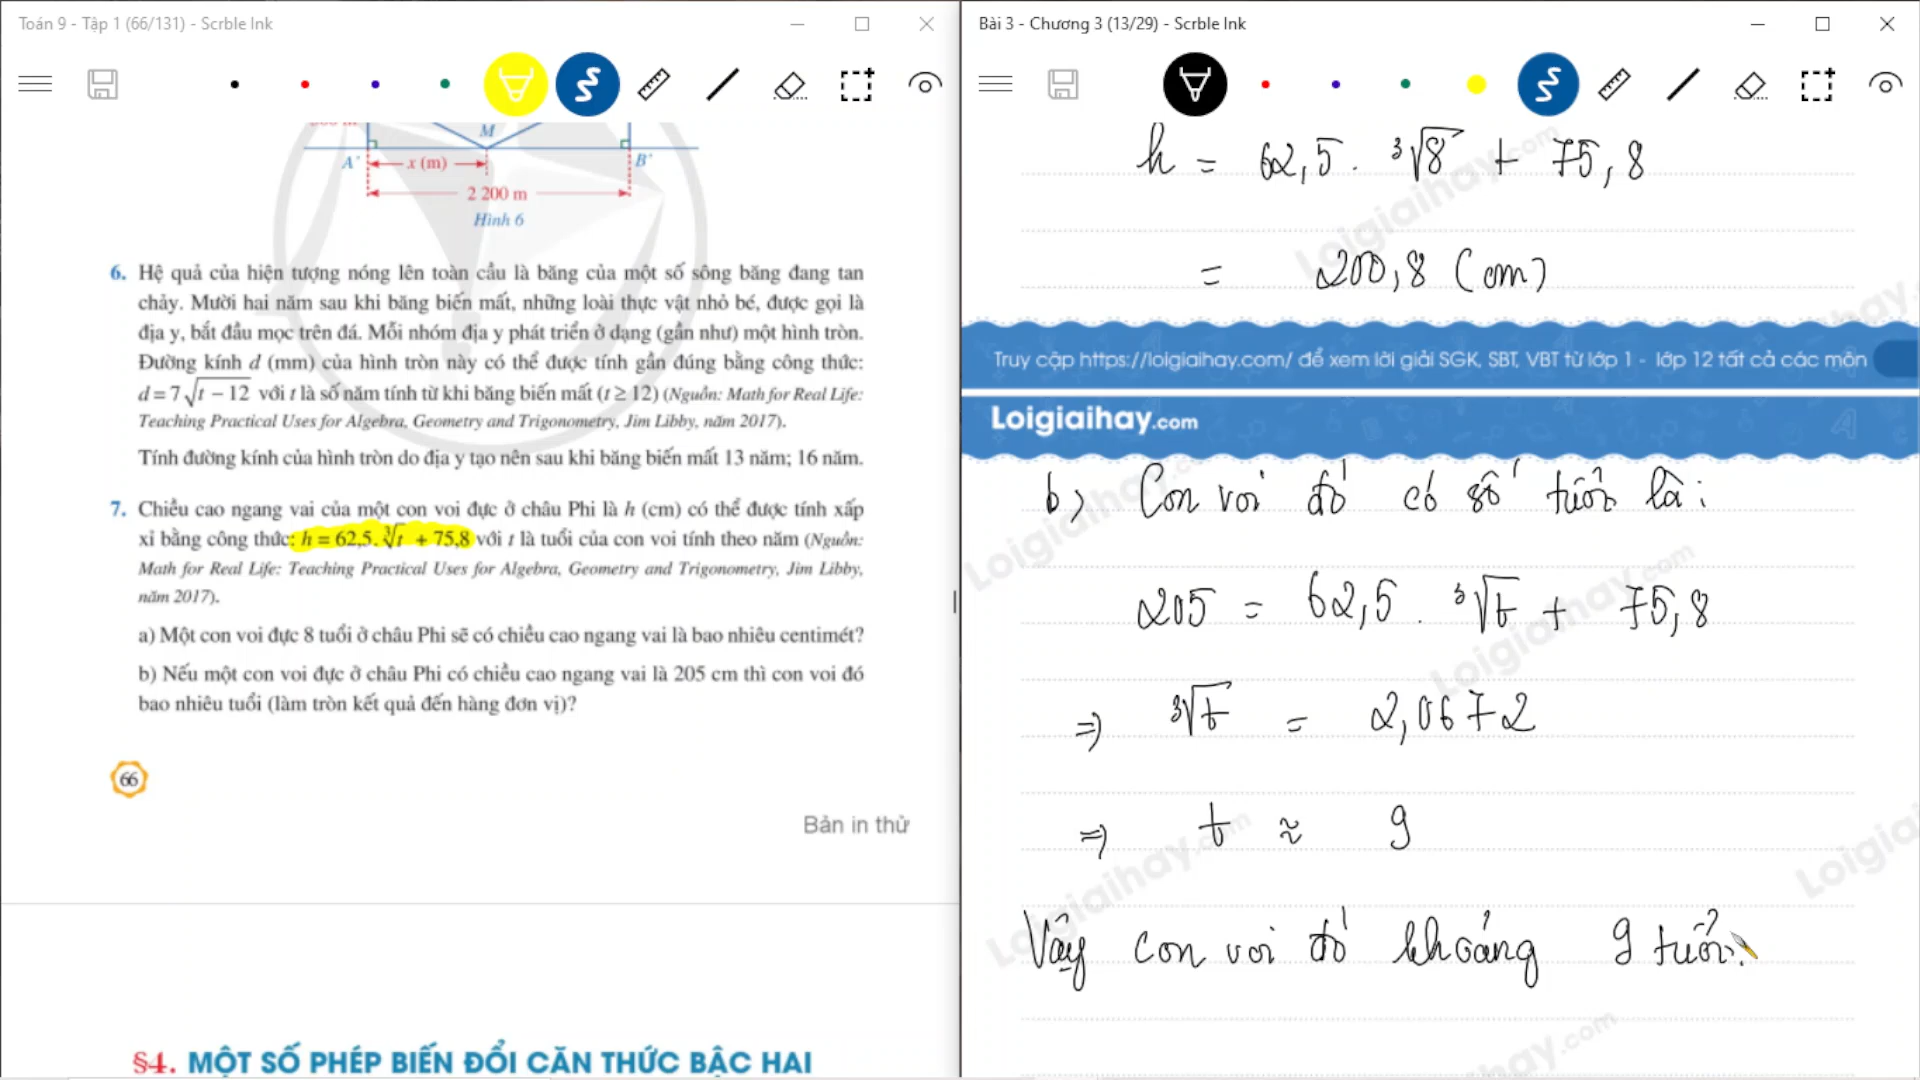 Toán 9 - Tập 1 (66/131) - Scrble Ink
M
A'
x (m)
B'
2 200 m
Hình 6
6. Hệ quả của hiện tượng nóng lên toàn cầu là băng của một số sông băng đang tan
chảy. Mười hai năm sau khi băng biến mất, những loài thực vật nhỏ bé, được gọi là
địa y, bắt đầu mọc trên đá. Mỗi nhóm địa y phát triển ở dạng (gần như) một hình tròn.
Đường kính d (mm) của hình tròn này có thể được tính gần đúng bằng công thức:
d = 7√(t − 12) với t là số năm tính từ khi băng biến mất (t ≥ 12) (Nguồn: Math for Real Life:
Teaching Practical Uses for Algebra, Geometry and Trigonometry, Jim Libby, năm 2017).
Tính đường kính của hình tròn do địa y tạo nên sau khi băng biến mất 13 năm; 16 năm.
7. Chiều cao ngang vai của một con voi đực ở châu Phi là h (cm) có thể được tính xấp
xỉ bằng công thức: h = 62,5.∛t + 75,8 với t là tuổi của con voi tính theo năm (Nguồn:
Math for Real Life: Teaching Practical Uses for Algebra, Geometry and Trigonometry, Jim Libby,
năm 2017).
a) Một con voi đực 8 tuổi ở châu Phi sẽ có chiều cao ngang vai là bao nhiêu centimét?
b) Nếu một con voi đực ở châu Phi có chiều cao ngang vai là 205 cm thì con voi đó
bao nhiêu tuổi (làm tròn kết quả đến hàng đơn vị)?
66
Bản in thử
§4. MỘT SỐ PHÉP BIẾN ĐỔI CĂN THỨC BẬC HAI
Bài 3 - Chương 3 (13/29) - Scrble Ink
h = 62,5 . ∛8 + 75,8
= 200,8 (cm)
Truy cập https://loigiaihay.com/ để xem lời giải SGK, SBT, VBT từ lớp 1 - lớp 12 tất cả các môn
Loigiaihay.com
b) Con voi đó có số tuổi là:
205 = 62,5 . ∛t + 75,8
⇒ ∛t = 2,0672
⇒ t ≈ 9
Vậy con voi đó khoảng 9 tuổi.